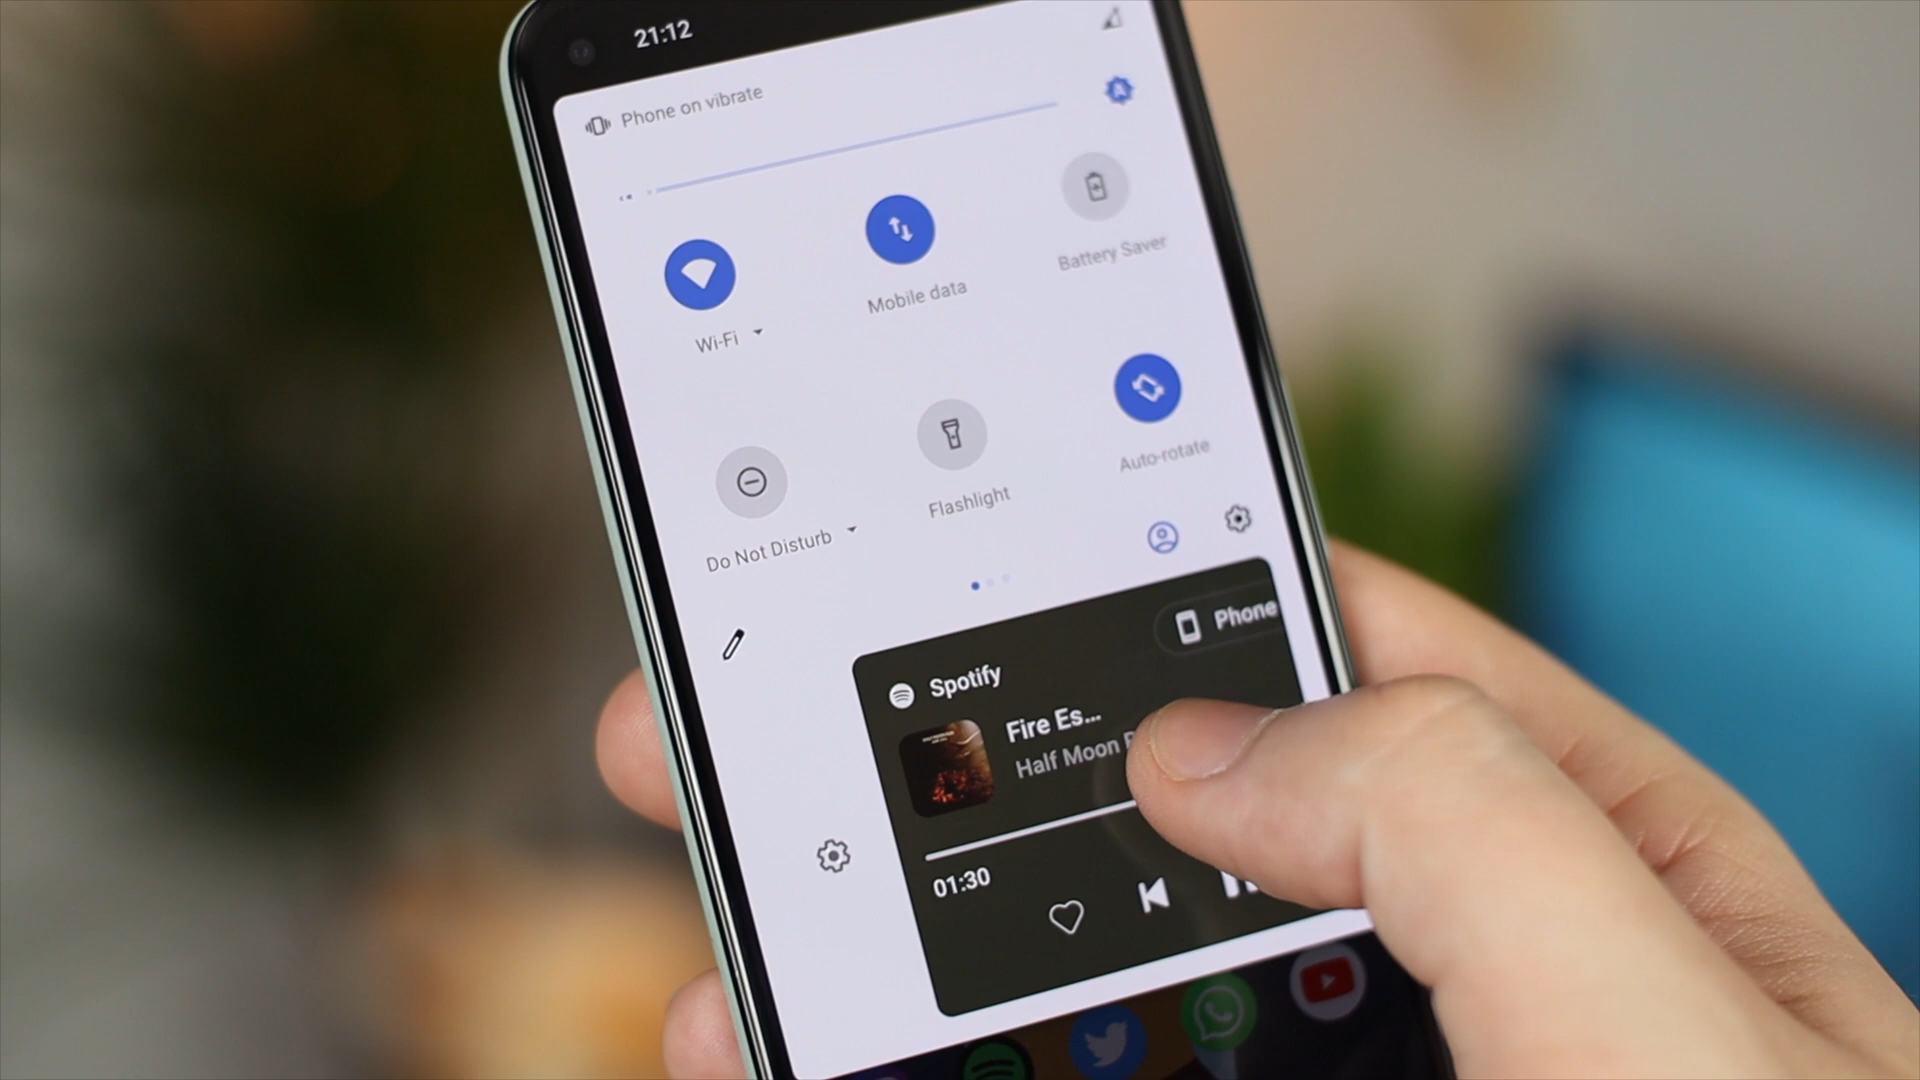 21:12
Phone on vibrate
Wi-Fi
Mobile data
Battery Saver
Do Not Disturb
Flashlight
Auto-rotate
Spotify
Phone
Fire Es...
Half Moon
01:30